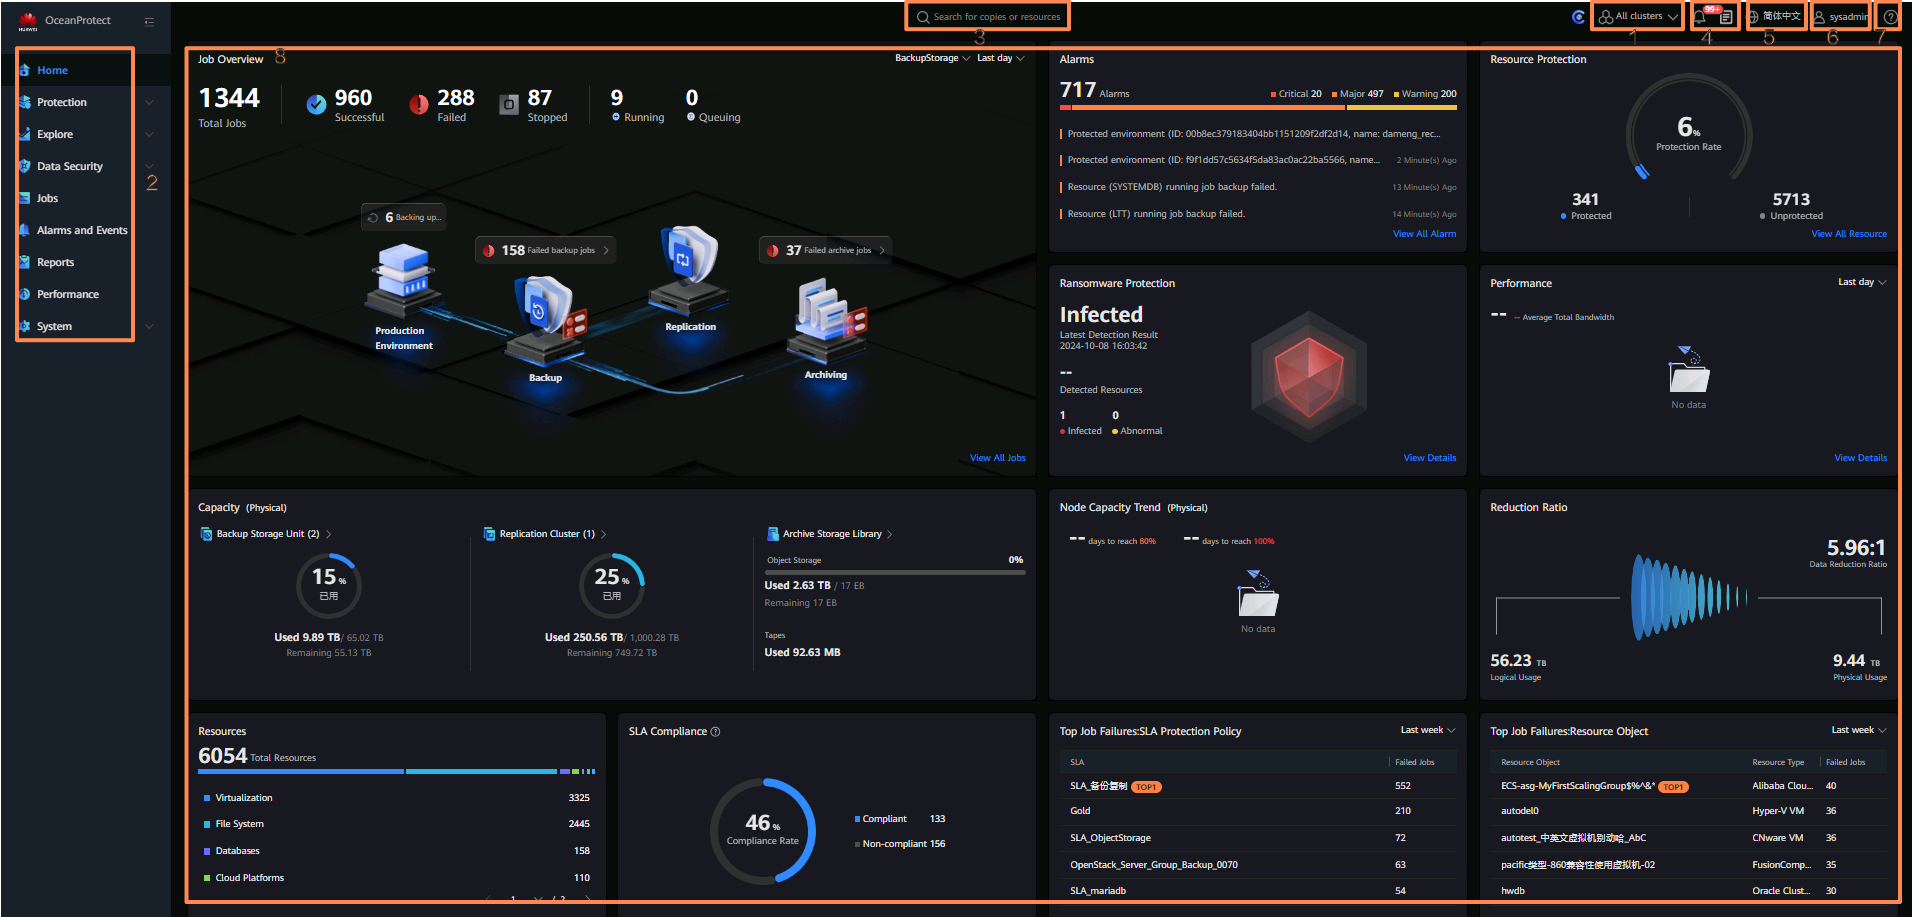 HUAWEI
OceanProtect
Search for copies or resources
3
All clusters
1
99+
4
简体中文
5
sysadmin
6
7
Home
Protection
Explore
Data Security
2
Jobs
Alarms and Events
Reports
Performance
System
Job Overview
8
BackupStorage
Last day
1344
Total Jobs
960
Successful
288
Failed
87
Stopped
9
Running
0
Queuing
6 Backing up...
158 Failed backup jobs
37 Failed archive jobs
Production
Environment
Backup
Replication
Archiving
View All Jobs
Alarms
717 Alarms
Critical 20
Major 497
Warning 200
Protected environment (ID: 00b8ec379183404bb1151209f2df2d14, name: dameng_rec...
Protected environment (ID: f9f1dd57c5634f5da83ac0ac22ba5566, name...
2 Minute(s) Ago
Resource (SYSTEMDB) running job backup failed.
13 Minute(s) Ago
Resource (LTT) running job backup failed.
14 Minute(s) Ago
View All Alarm
Resource Protection
6%
Protection Rate
341
Protected
5713
Unprotected
View All Resource
Ransomware Protection
Infected
Latest Detection Result
2024-10-08 16:03:42
--
Detected Resources
1
Infected
0
Abnormal
View Details
Performance
Last day
-- -- Average Total Bandwidth
No data
View Details
Capacity (Physical)
Backup Storage Unit (2)
15%
已用
Used 9.89 TB/ 65.02 TB
Remaining 55.13 TB
Replication Cluster (1)
25%
已用
Used 250.56 TB/ 1,000.28 TB
Remaining 749.72 TB
Archive Storage Library
Object Storage
0%
Used 2.63 TB / 17 EB
Remaining 17 EB
Tapes
Used 92.63 MB
Node Capacity Trend (Physical)
-- days to reach 80%
-- days to reach 100%
No data
Reduction Ratio
5.96:1
Data Reduction Ratio
56.23 TB
Logical Usage
9.44 TB
Physical Usage
Resources
6054 Total Resources
Virtualization 3325
File System 2445
Databases 158
Cloud Platforms 110
1 / 2
SLA Compliance
46%
Compliance Rate
Compliant 133
Non-compliant 156
Top Job Failures:SLA Protection Policy
Last week
SLA Failed Jobs
SLA_备份复制 TOP1 552
Gold 210
SLA_ObjectStorage 72
OpenStack_Server_Group_Backup_0070 63
SLA_mariadb 54
Top Job Failures:Resource Object
Last week
Resource Object Resource Type Failed Jobs
ECS-asg-MyFirstScalingGroup$%^&* TOP1 Alibaba Clou... 40
autodel0 Hyper-V VM 36
autotest_中英文虚拟机别动哈_AbC CNware VM 36
pacific类型-860兼容性使用虚拟机-02 FusionComp... 35
hwdb Oracle Clust... 30